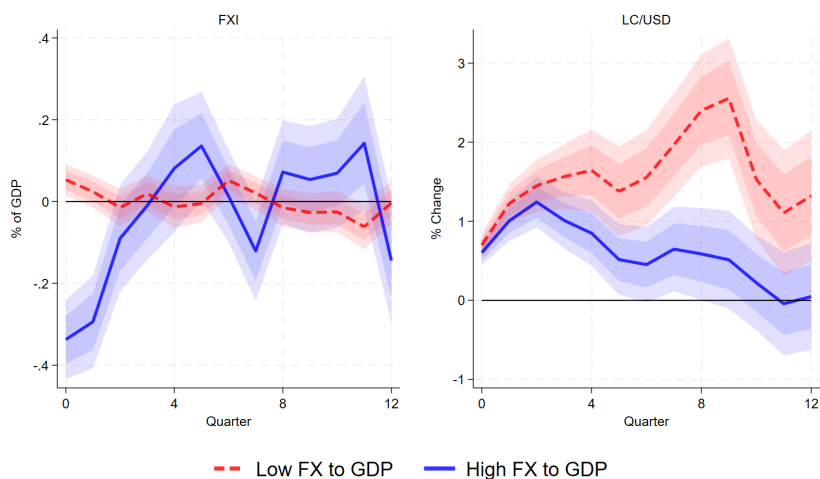 FXI
% of GDP
.4
.2
0
-.2
-.4
0 4 8 12
Quarter
LC/USD
% Change
3
2
1
0
-1
0 4 8 12
Quarter
Low FX to GDP High FX to GDP